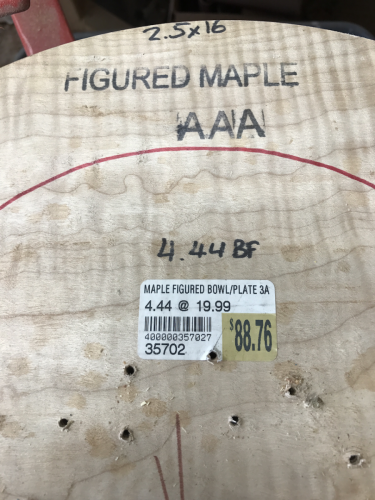 2.5x16
FIGURED MAPLE
AAA
4.44 BF
MAPLE FIGURED BOWL/PLATE 3A
4.44 @ 19.99
400000357027
35702
$88.76